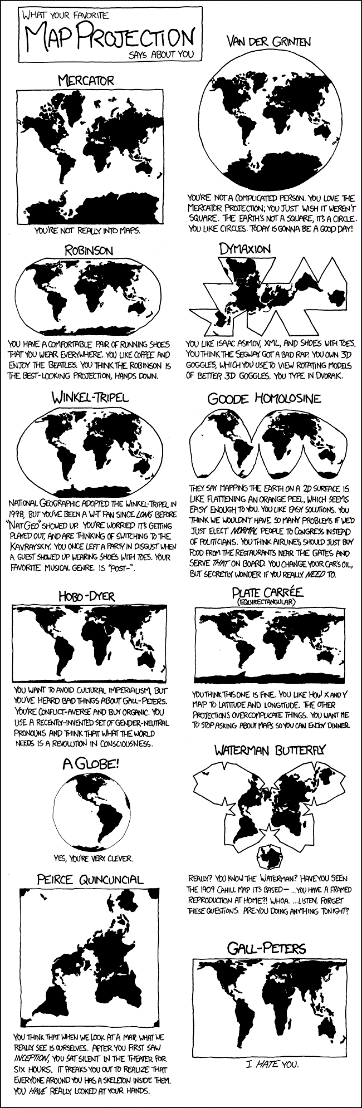 WHAT YOUR FAVORITE
MAP PROJECTION
SAYS ABOUT YOU
MERCATOR
YOU'RE NOT REALLY INTO MAPS.
VAN DER GRINTEN
YOU'RE NOT A COMPLICATED PERSON. YOU LOVE THE
MERCATOR PROJECTION; YOU JUST WISH IT WEREN'T
SQUARE. THE EARTH'S NOT A SQUARE, IT'S A CIRCLE.
YOU LIKE CIRCLES. TODAY IS GONNA BE A GOOD DAY!
ROBINSON
YOU HAVE A COMFORTABLE PAIR OF RUNNING SHOES
THAT YOU WEAR EVERYWHERE. YOU LIKE COFFEE AND
ENJOY THE BEATLES. YOU THINK THE ROBINSON IS
THE BEST-LOOKING PROJECTION, HANDS DOWN.
DYMAXION
YOU LIKE ISAAC ASIMOV, XML, AND SHOES WITH TOES.
YOU THINK THE SEGWAY GOT A BAD RAP. YOU OWN 3D
GOGGLES, WHICH YOU USE TO VIEW ROTATING MODELS
OF BETTER 3D GOGGLES. YOU TYPE IN DVORAK.
WINKEL-TRIPEL
NATIONAL GEOGRAPHIC ADOPTED THE WINKEL-TRIPEL IN
1998, BUT YOU'VE BEEN A W-T FAN SINCE LONG BEFORE
"NAT GEO" SHOWED UP. YOU'RE WORRIED IT'S GETTING
PLAYED OUT, AND ARE THINKING OF SWITCHING TO THE
KAVRAYSKY. YOU ONCE LEFT A PARTY IN DISGUST WHEN
A GUEST SHOWED UP WEARING SHOES WITH TOES. YOUR
FAVORITE MUSICAL GENRE IS "POST-".
GOODE HOMOLOSINE
THEY SAY MAPPING THE EARTH ON A 2D SURFACE IS
LIKE FLATTENING AN ORANGE PEEL, WHICH SEEMS
EASY ENOUGH TO YOU. YOU LIKE EASY SOLUTIONS. YOU
THINK WE WOULDN'T HAVE SO MANY PROBLEMS IF WE'D
JUST ELECT NORMAL PEOPLE TO CONGRESS INSTEAD
OF POLITICIANS. YOU THINK AIRLINES SHOULD JUST BUY
FOOD FROM THE RESTAURANTS NEAR THE GATES AND
SERVE THAT ON BOARD. YOU CHANGE YOUR CAR'S OIL,
BUT SECRETLY WONDER IF YOU REALLY NEED TO.
HOBO-DYER
YOU WANT TO AVOID CULTURAL IMPERIALISM, BUT
YOU'VE HEARD BAD THINGS ABOUT GALL-PETERS.
YOU'RE CONFLICT-AVERSE AND BUY ORGANIC. YOU
USE A RECENTLY-INVENTED SET OF GENDER-NEUTRAL
PRONOUNS AND THINK THAT WHAT THE WORLD
NEEDS IS A REVOLUTION IN CONSCIOUSNESS.
PLATE CARRÉE
(EQUIRECTANGULAR)
YOU THINK THIS ONE IS FINE. YOU LIKE HOW X AND Y
MAP TO LATITUDE AND LONGITUDE. THE OTHER
PROJECTIONS OVERCOMPLICATE THINGS. YOU WANT ME
TO STOP ASKING ABOUT MAPS SO YOU CAN ENJOY DINNER.
A GLOBE!
YES, YOU'RE VERY CLEVER.
WATERMAN BUTTERFLY
REALLY? YOU KNOW THE WATERMAN? HAVE YOU SEEN
THE 1909 CAHILL MAP IT'S BASED— ...YOU HAVE A FRAMED
REPRODUCTION AT HOME?! WHOA. ...LISTEN, FORGET
THESE QUESTIONS. ARE YOU DOING ANYTHING TONIGHT?
PEIRCE QUINCUNCIAL
YOU THINK THAT WHEN WE LOOK AT A MAP, WHAT WE
REALLY SEE IS OURSELVES. AFTER YOU FIRST SAW
INCEPTION, YOU SAT SILENT IN THE THEATER FOR
SIX HOURS. IT FREAKS YOU OUT TO REALIZE THAT
EVERYONE AROUND YOU HAS A SKELETON INSIDE THEM.
YOU HAVE REALLY LOOKED AT YOUR HANDS.
GALL-PETERS
I HATE YOU.